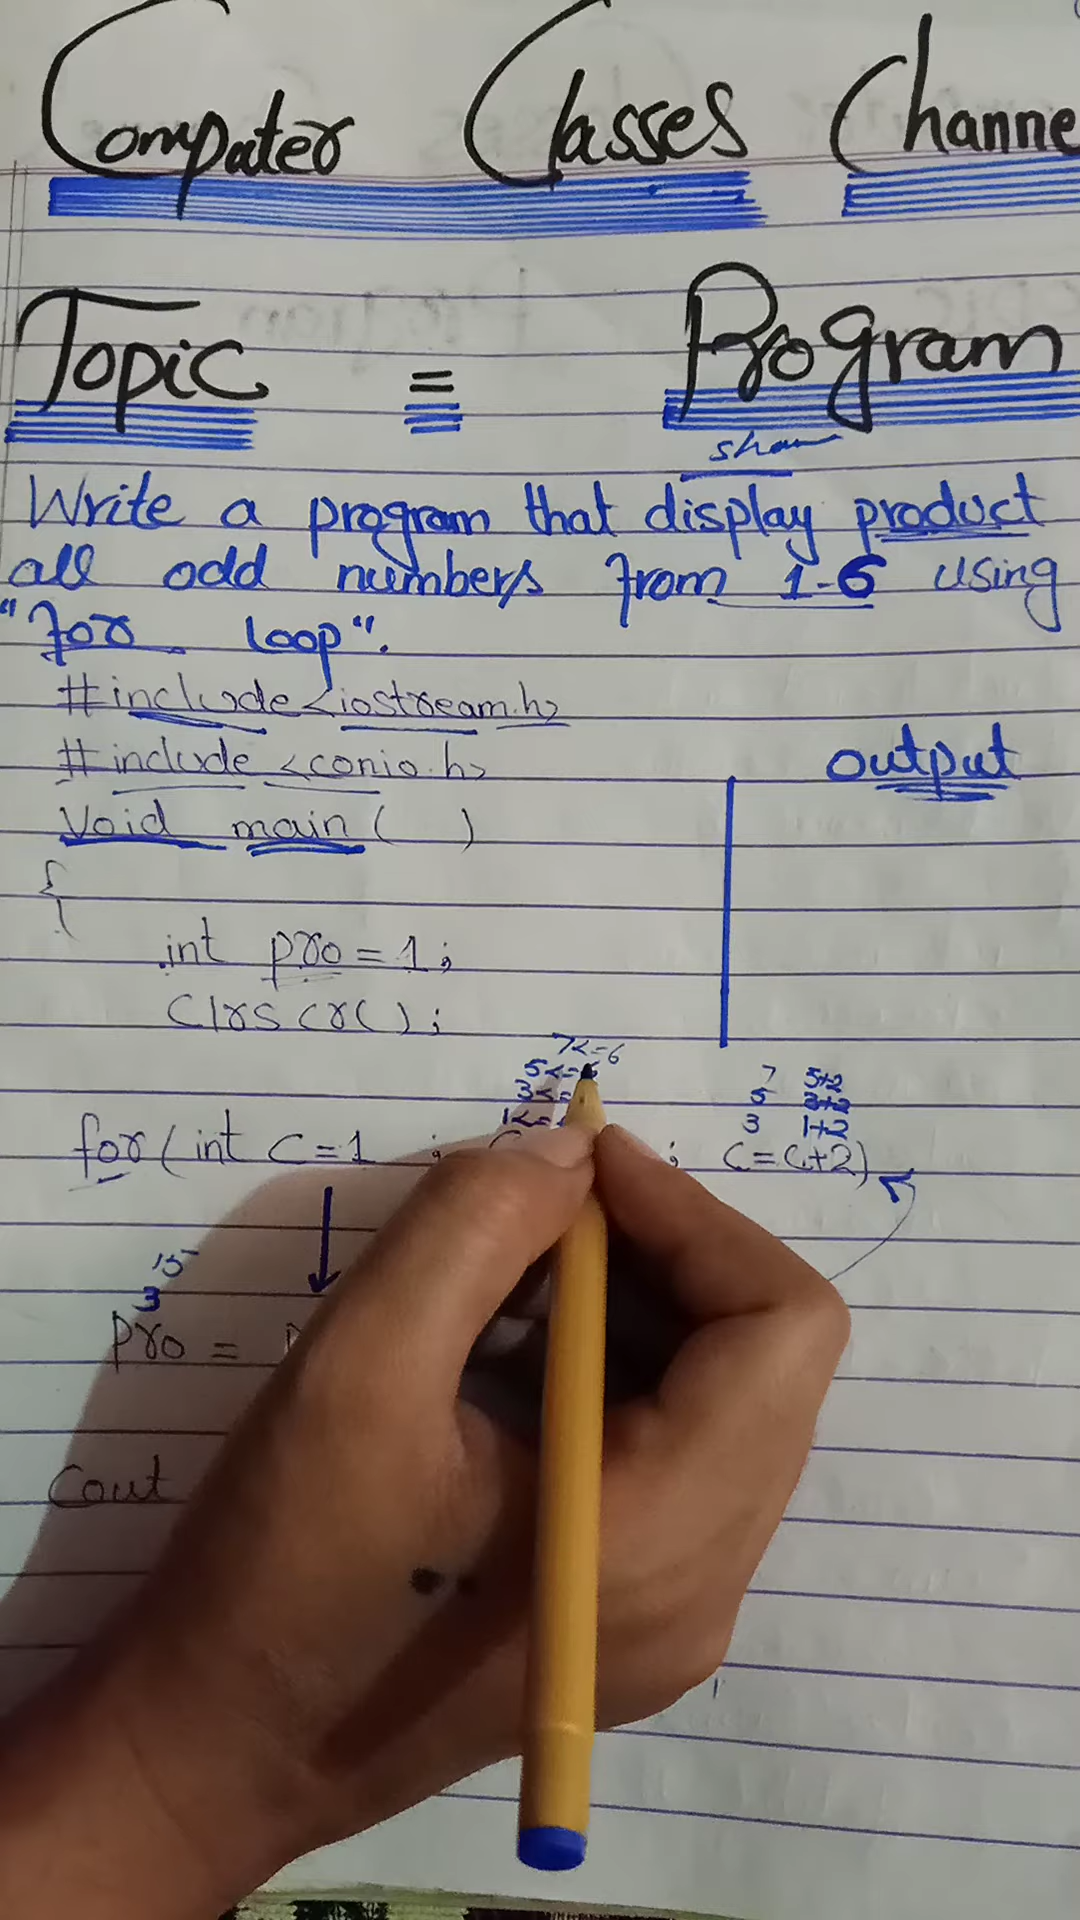 Computer Classes Channe
Topic = Program
show
Write a program that display product
all odd numbers from 1-6 using
"for loop".
#include<iostream.h>
#include <conio.h>
output
Void main( )
{
int pro=1;
Clrscr();
7<=6
5<=6
7 5+2
3<=
5 3+2
1<=
3 1+2
for(int C=1 ; C ; C=C+2)
15
3
pro =
Cout